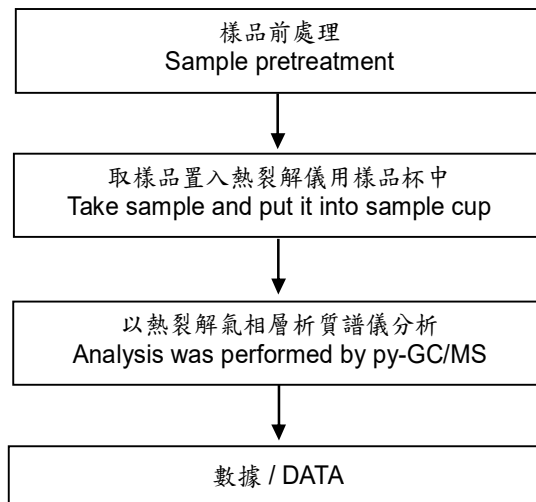 樣品前處理
Sample pretreatment
取樣品置入熱裂解儀用樣品杯中
Take sample and put it into sample cup
以熱裂解氣相層析質譜儀分析
Analysis was performed by py-GC/MS
數據 / DATA